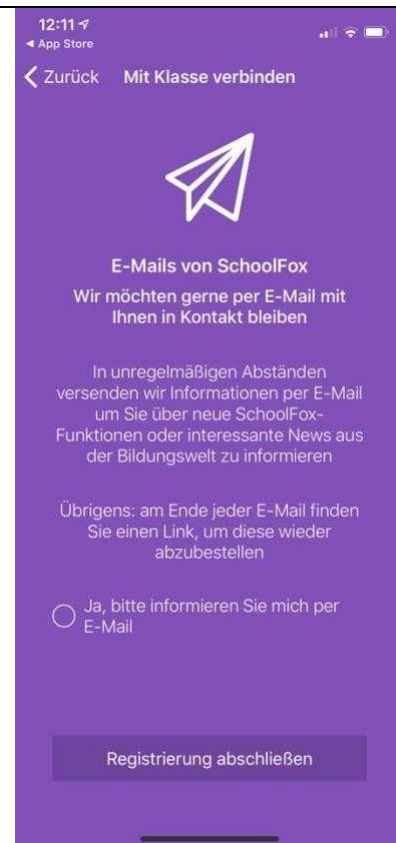 12:11
App Store
Zurück Mit Klasse verbinden
E-Mails von SchoolFox
Wir möchten gerne per E-Mail mit
Ihnen in Kontakt bleiben
In unregelmäßigen Abständen
versenden wir Informationen per E-Mail
um Sie über neue SchoolFox-
Funktionen oder interessante News aus
der Bildungswelt zu informieren
Übrigens: am Ende jeder E-Mail finden
Sie einen Link, um diese wieder
abzubestellen
Ja, bitte informieren Sie mich per
E-Mail
Registrierung abschließen